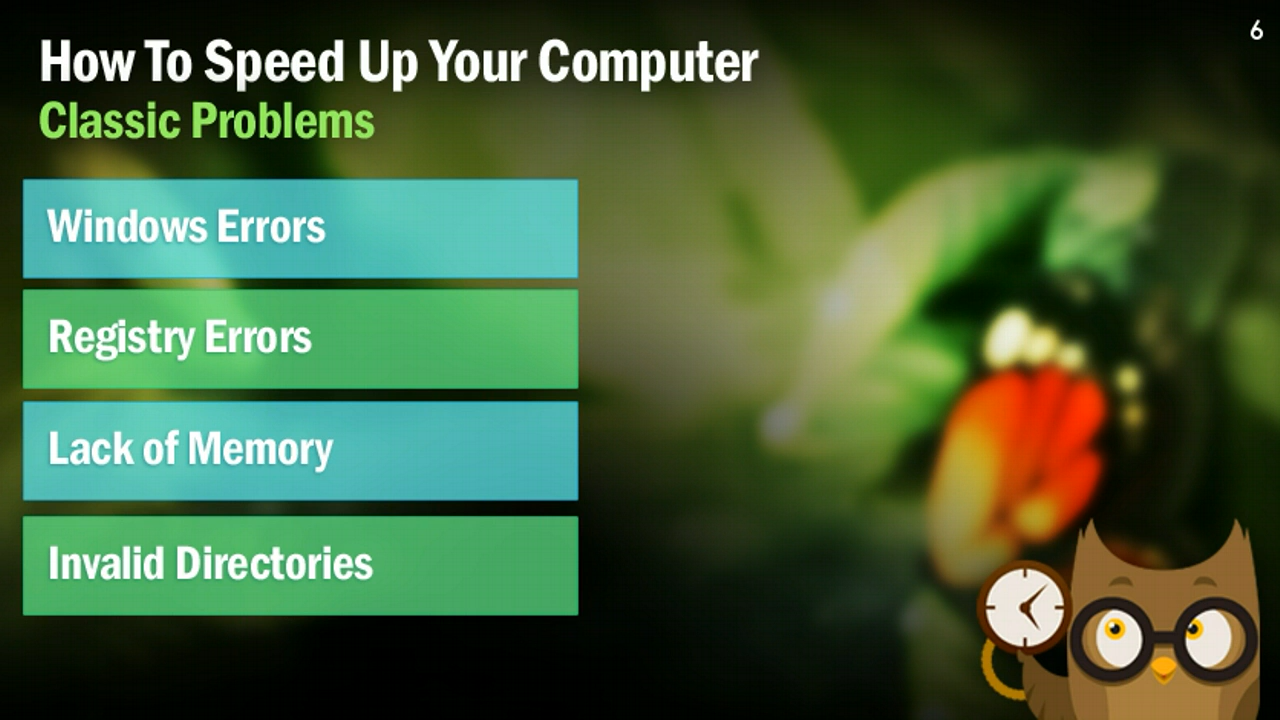 6
How To Speed Up Your Computer
Classic Problems
Windows Errors
Registry Errors
Lack of Memory
Invalid Directories